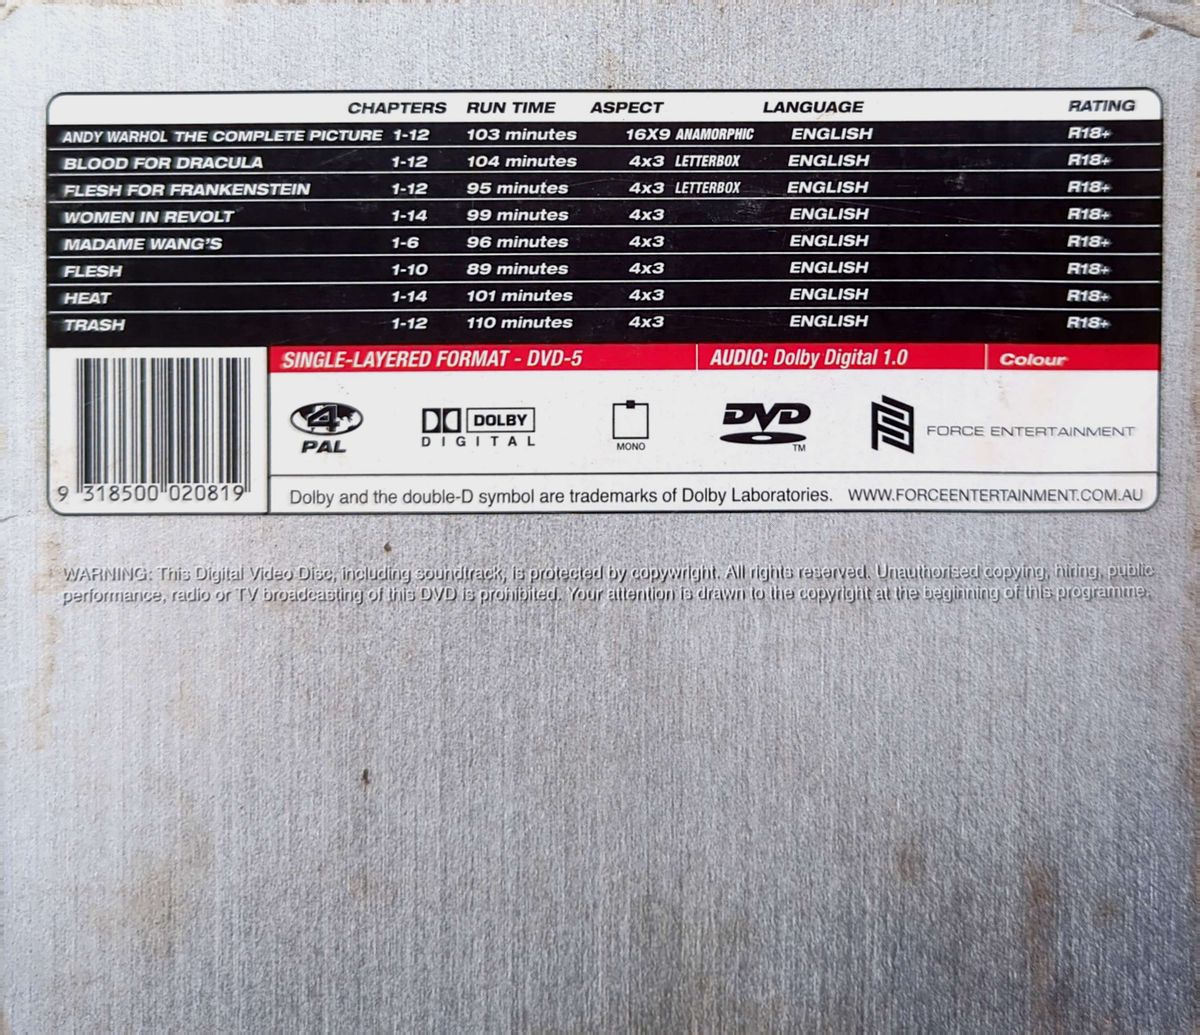 CHAPTERS RUN TIME ASPECT LANGUAGE RATING
ANDY WARHOL THE COMPLETE PICTURE 1-12 103 minutes 16X9 ANAMORPHIC ENGLISH R18+
BLOOD FOR DRACULA 1-12 104 minutes 4x3 LETTERBOX ENGLISH R18+
FLESH FOR FRANKENSTEIN 1-12 95 minutes 4x3 LETTERBOX ENGLISH R18+
WOMEN IN REVOLT 1-14 99 minutes 4x3 ENGLISH R18+
MADAME WANG'S 1-6 96 minutes 4x3 ENGLISH R18+
FLESH 1-10 89 minutes 4x3 ENGLISH R18+
HEAT 1-14 101 minutes 4x3 ENGLISH R18+
TRASH 1-12 110 minutes 4x3 ENGLISH R18+
SINGLE-LAYERED FORMAT - DVD-5 AUDIO: Dolby Digital 1.0 Colour
4 PAL
DOLBY
DIGITAL
MONO
DVD TM
FORCE ENTERTAINMENT
9 318500 020819
Dolby and the double-D symbol are trademarks of Dolby Laboratories. WWW.FORCEENTERTAINMENT.COM.AU
WARNING: This Digital Video Disc, including soundtrack, is protected by copywright. All rights reserved. Unauthorised copying, hiring, public
performance, radio or TV broadcasting of this DVD is prohibited. Your attention is drawn to the copyright at the beginning of this programme.